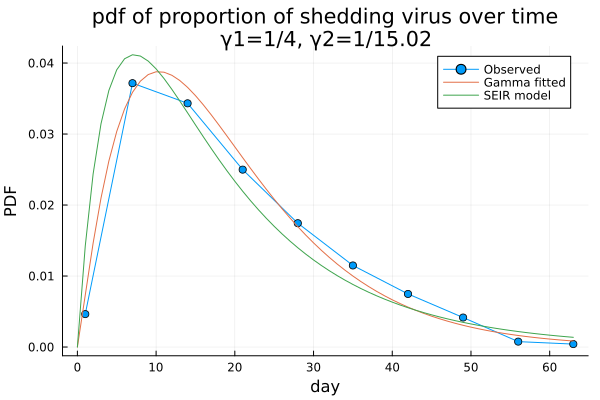 pdf of proportion of shedding virus over time
γ1=1/4, γ2=1/15.02
Observed
Gamma fitted
SEIR model
PDF
0.04
0.03
0.02
0.01
0.00
0 10 20 30 40 50 60
day